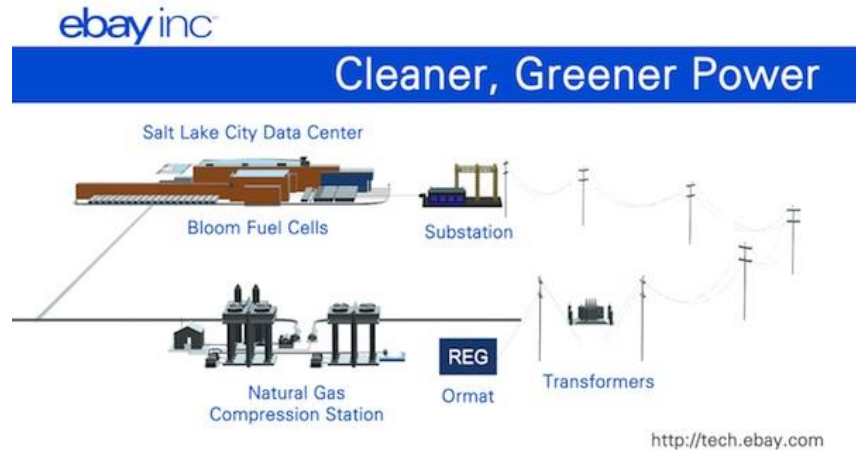 ebay inc
Cleaner, Greener Power
Salt Lake City Data Center
Bloom Fuel Cells
Substation
REG
Natural Gas
Compression Station
Ormat
Transformers
http://tech.ebay.com